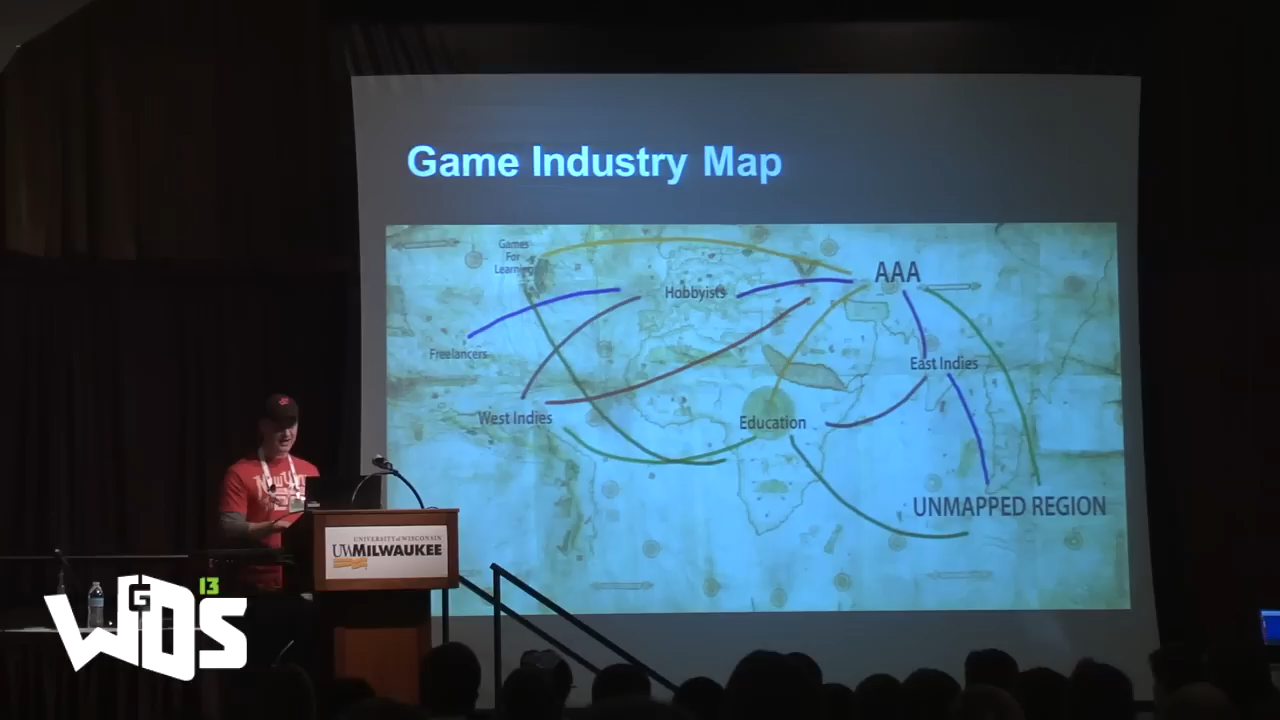 Game Industry Map
Games
For
Learning
AAA
Hobbyists
Freelancers
East Indies
West Indies
Education
UNMAPPED REGION
UNIVERSITY of WISCONSIN
UWMILWAUKEE
WGDS
13